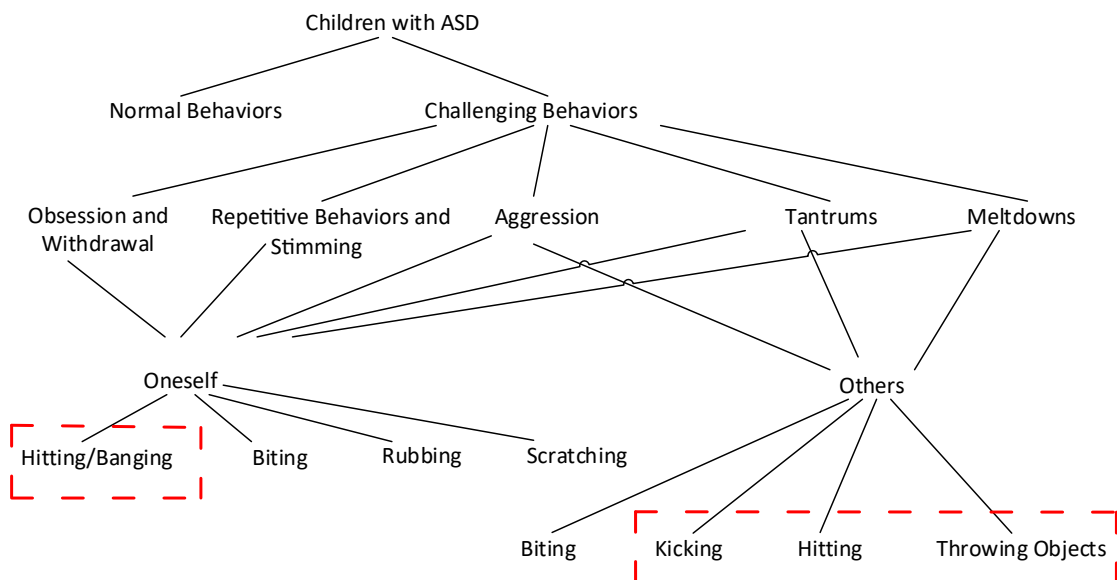 Children with ASD
Normal Behaviors
Challenging Behaviors
Obsession and
Withdrawal
Repetitive Behaviors and
Stimming
Aggression
Tantrums
Meltdowns
Oneself
Others
Hitting/Banging
Biting
Rubbing
Scratching
Biting
Kicking
Hitting
Throwing Objects